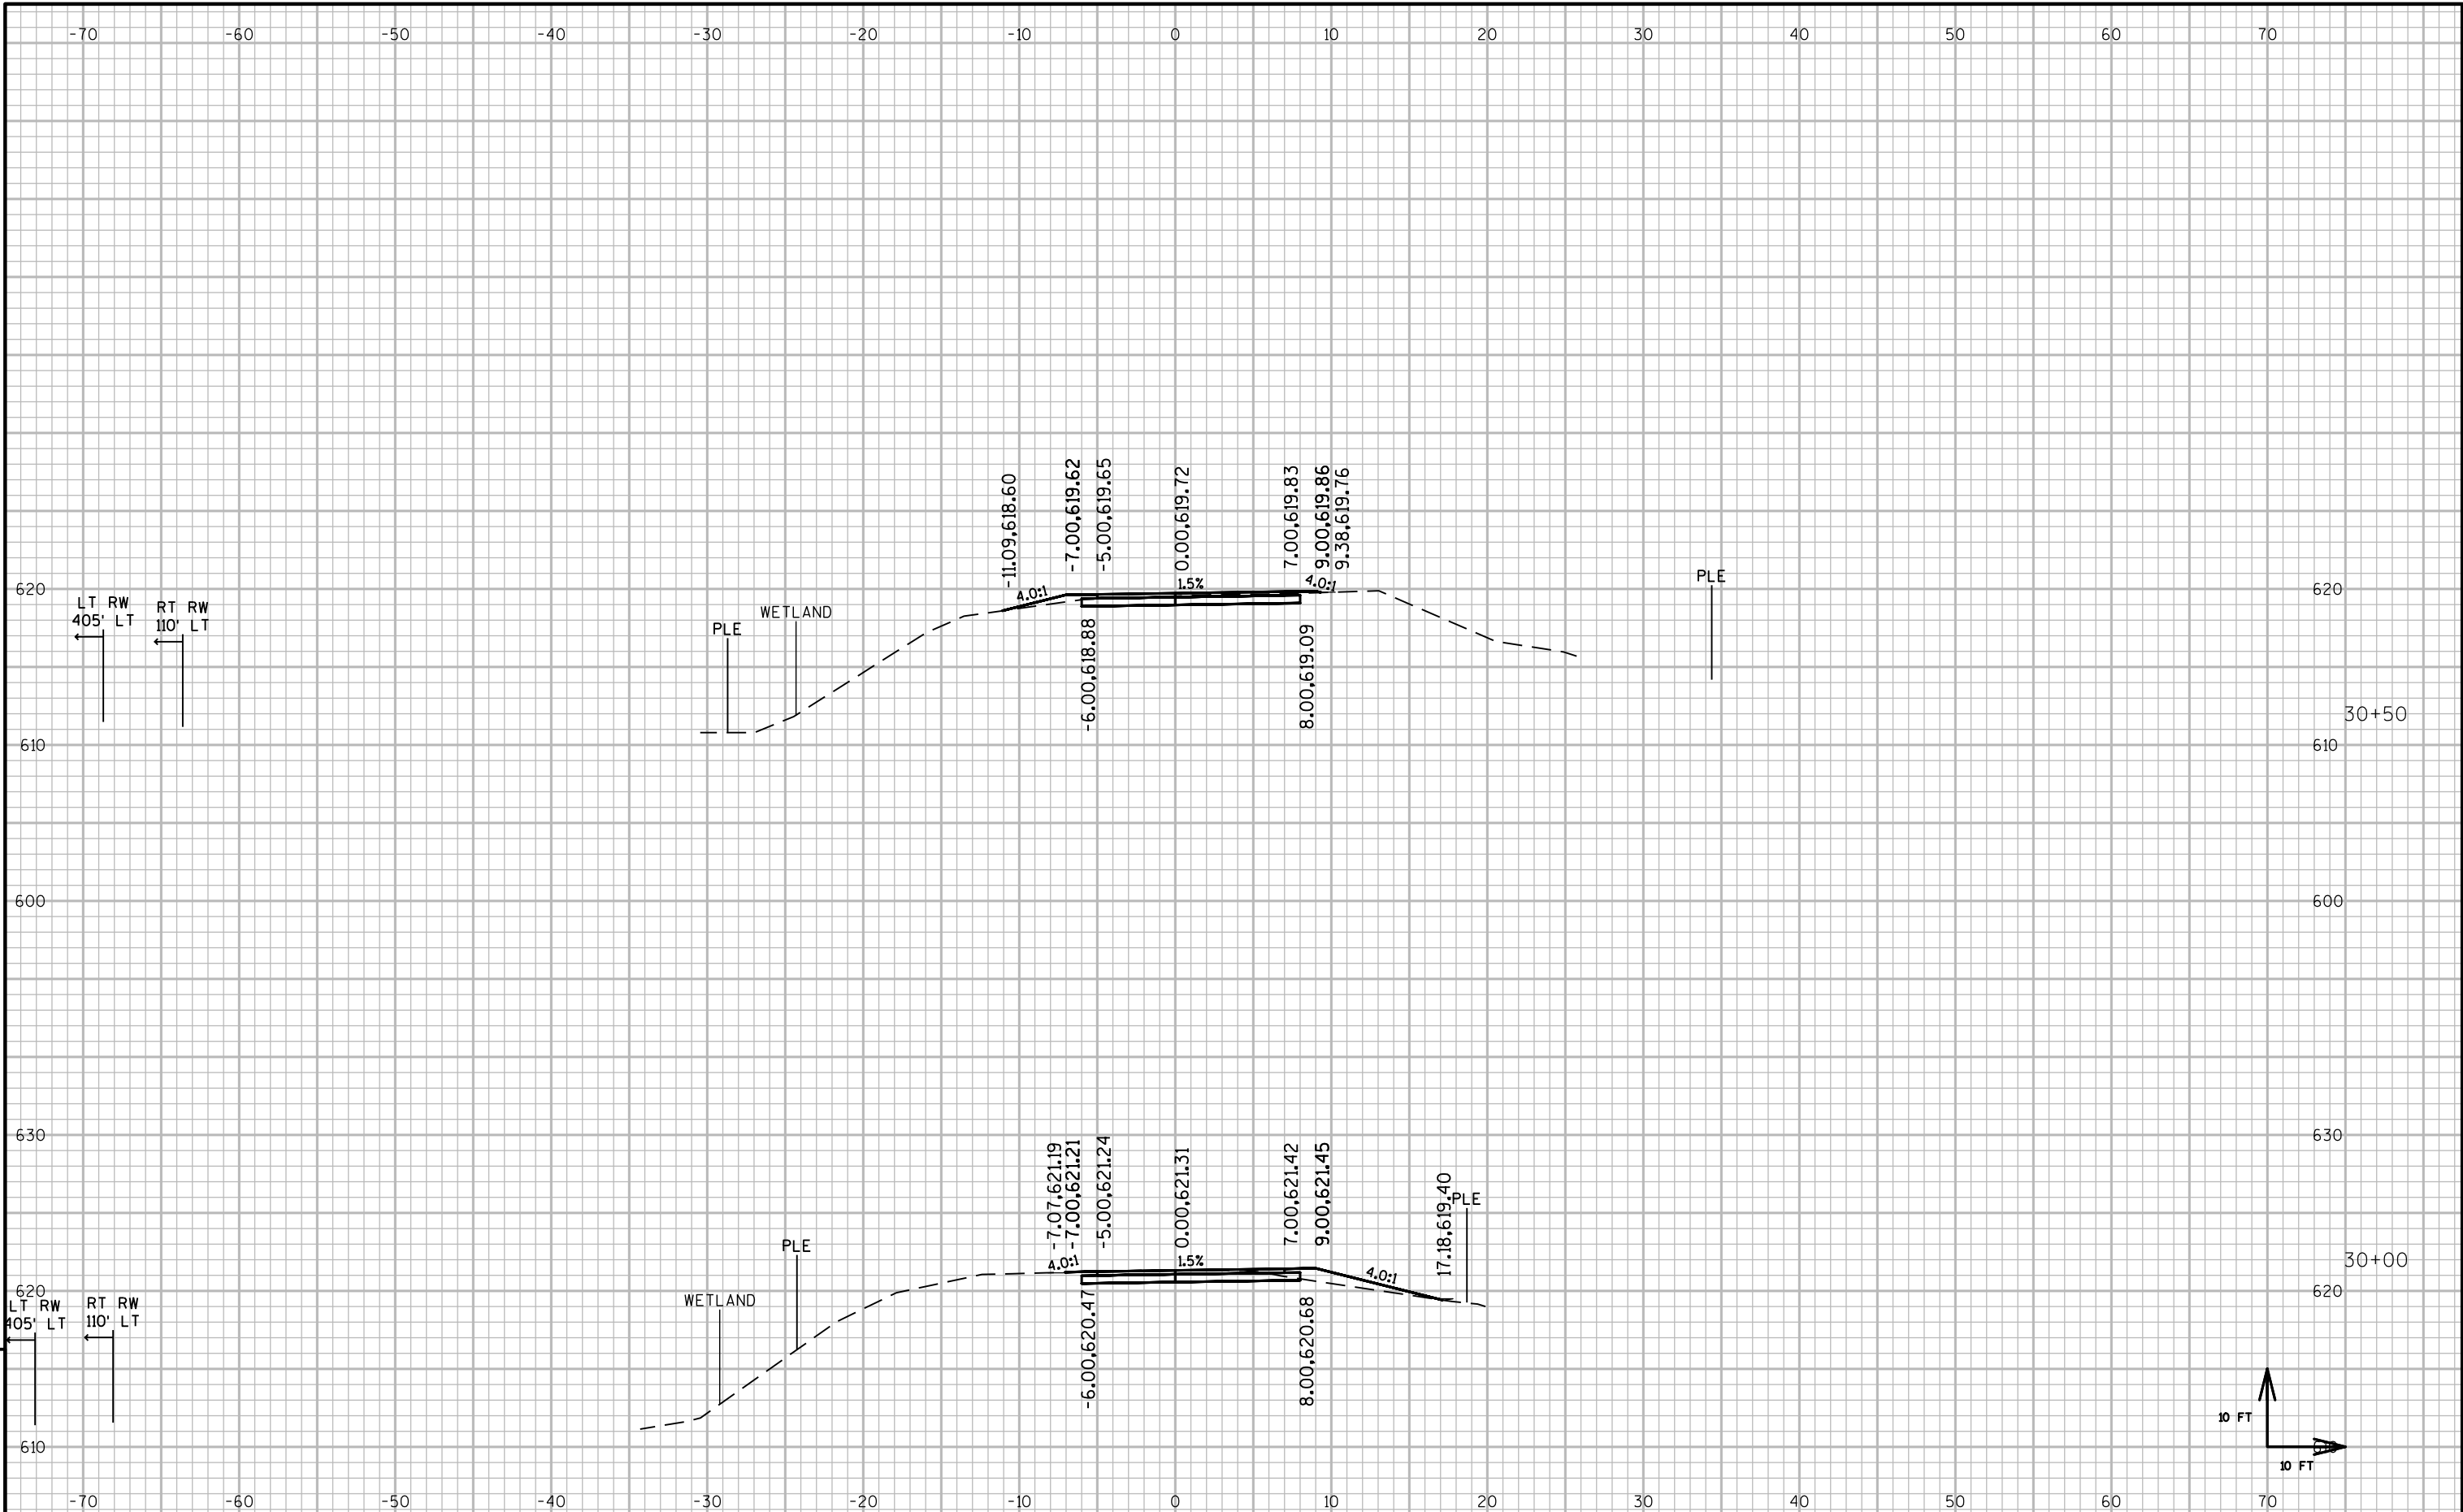 -70 -60 -50 -40 -30 -20 -10 0 10 20 30 40 50 60 70
-11.09,618.60
-7.00,619.62
-5.00,619.65
0.00,619.72
7.00,619.83
9.00,619.86
9.38,619.76
620 4.0:1 1.5% 4.0:1 PLE 620
LT RW
405' LT
RT RW
110' LT
PLE
WETLAND
-6.00,618.88
8.00,619.09
30+50
610 610
600 600
630 630
-7.07,621.19
-7.00,621.21
-5.00,621.24
0.00,621.31
7.00,621.42
9.00,621.45
17.18,619.40
PLE
PLE
4.0:1 1.5% 4.0:1
30+00
620 620
LT RW
405' LT
RT RW
110' LT
WETLAND
-6.00,620.47
8.00,620.68
10 FT
610 610
10 FT
-70 -60 -50 -40 -30 -20 -10 0 10 20 30 40 50 60 70